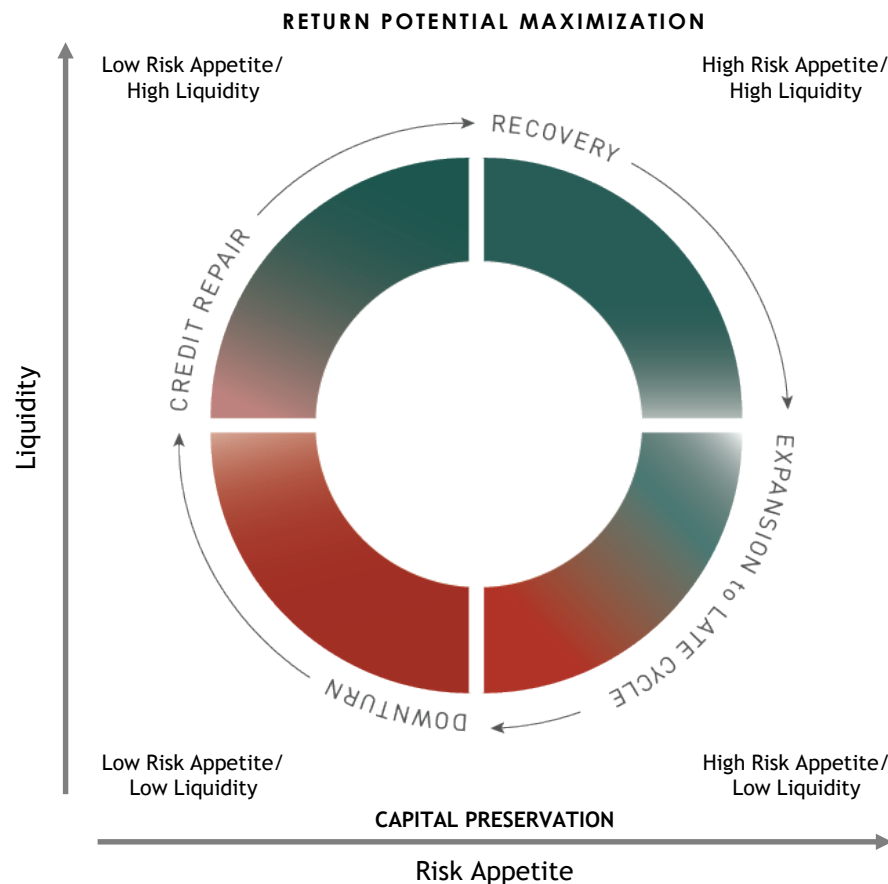 RETURN POTENTIAL MAXIMIZATION
Low Risk Appetite/
High Liquidity
High Risk Appetite/
High Liquidity
RECOVERY
CREDIT REPAIR
Liquidity
EXPANSION to LATE CYCLE
DOWNTURN
Low Risk Appetite/
Low Liquidity
High Risk Appetite/
Low Liquidity
CAPITAL PRESERVATION
Risk Appetite